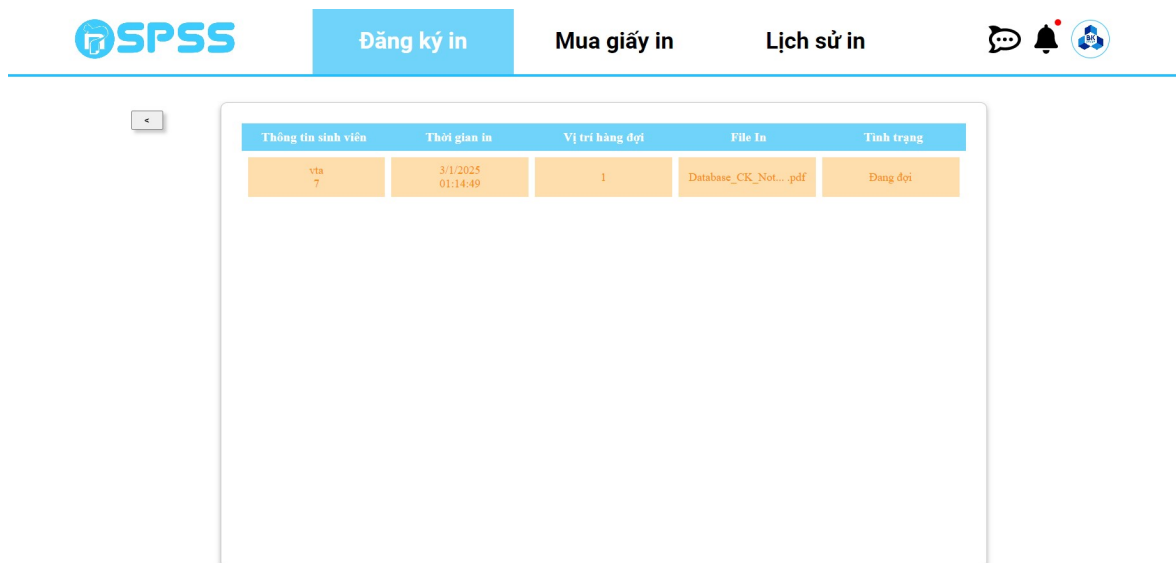 SPSS
Đăng ký in
Mua giấy in
Lịch sử in
BK
<
Thông tin sinh viên
Thời gian in
Vị trí hàng đợi
File In
Tình trạng
vta
7
3/1/2025
01:14:49
1
Database_CK_Not... .pdf
Đang đợi